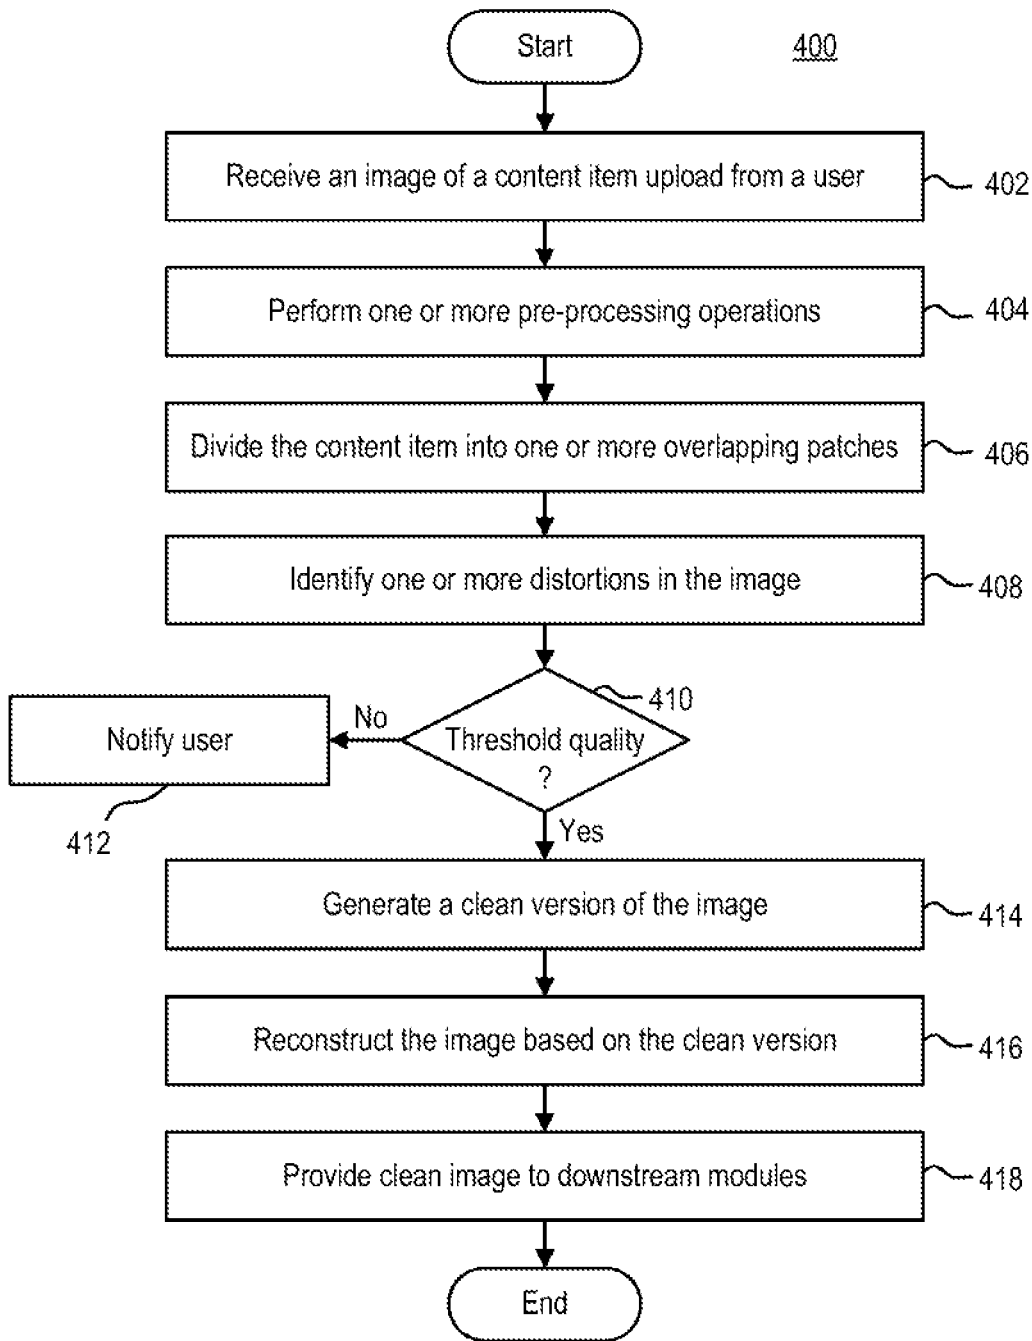 Start
400
Receive an image of a content item upload from a user
402
Perform one or more pre-processing operations
404
Divide the content item into one or more overlapping patches
406
Identify one or more distortions in the image
408
410
Threshold quality
?
No
Notify user
412
Yes
Generate a clean version of the image
414
Reconstruct the image based on the clean version
416
Provide clean image to downstream modules
418
End